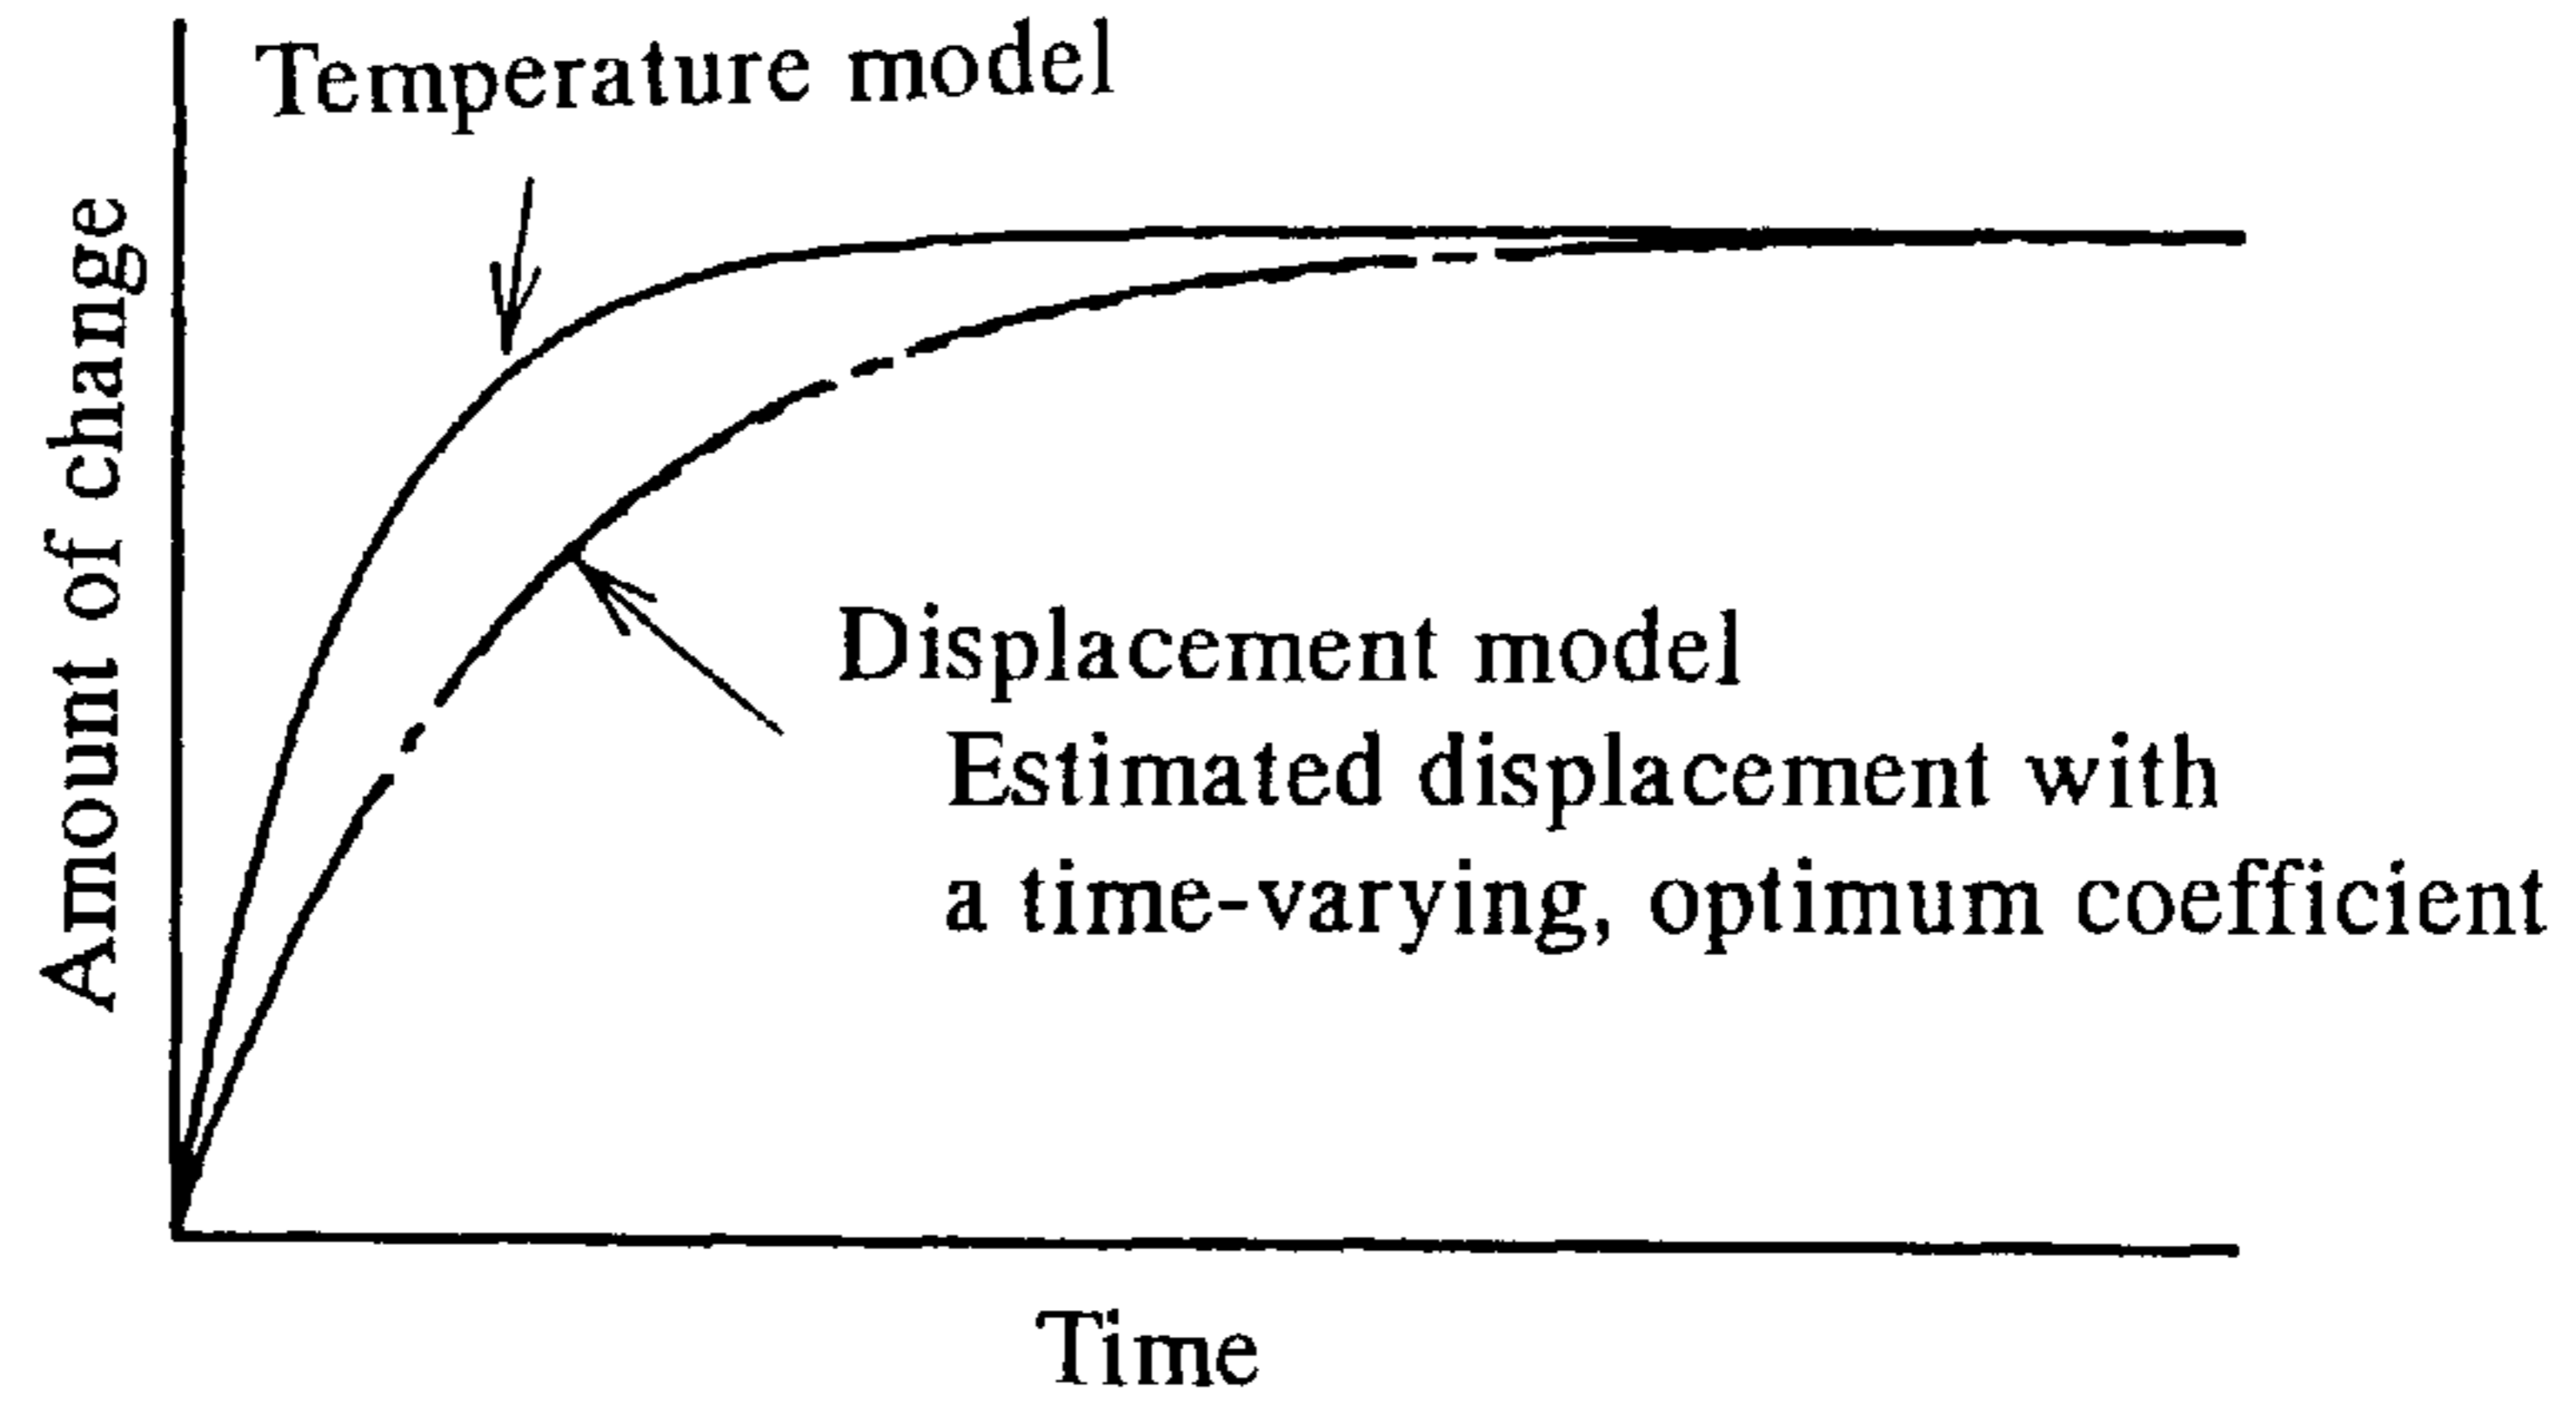 Temperature model
Amount of change
Displacement model
Estimated displacement with
a time-varying, optimum coefficient
Time